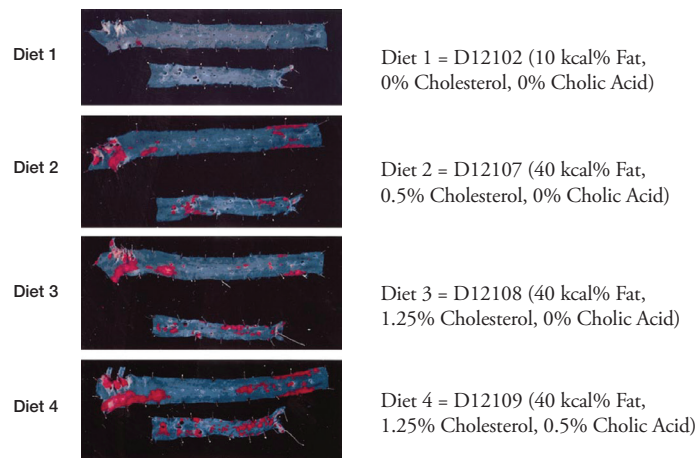 Diet 1
Diet 1 = D12102 (10 kcal% Fat,
0% Cholesterol, 0% Cholic Acid)
Diet 2
Diet 2 = D12107 (40 kcal% Fat,
0.5% Cholesterol, 0% Cholic Acid)
Diet 3
Diet 3 = D12108 (40 kcal% Fat,
1.25% Cholesterol, 0% Cholic Acid)
Diet 4
Diet 4 = D12109 (40 kcal% Fat,
1.25% Cholesterol, 0.5% Cholic Acid)